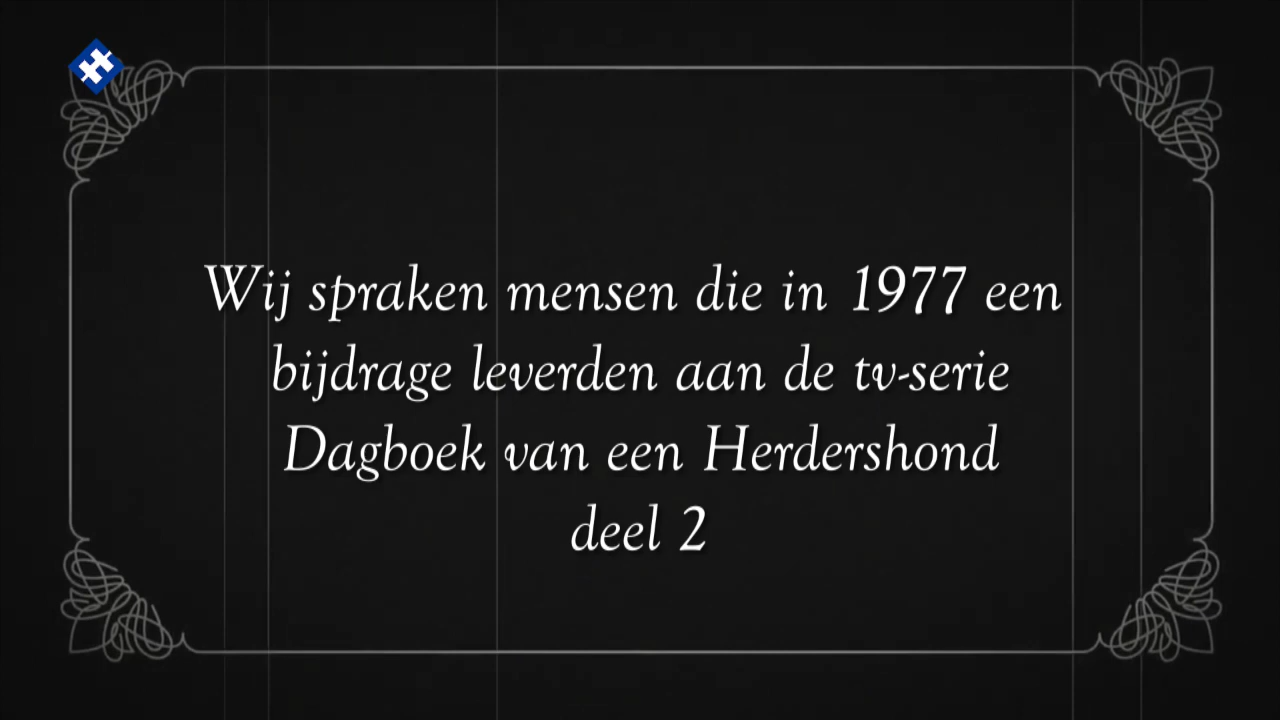 Wij spraken mensen die in 1977 een
bijdrage leverden aan de tv-serie
Dagboek van een Herdershond
deel 2